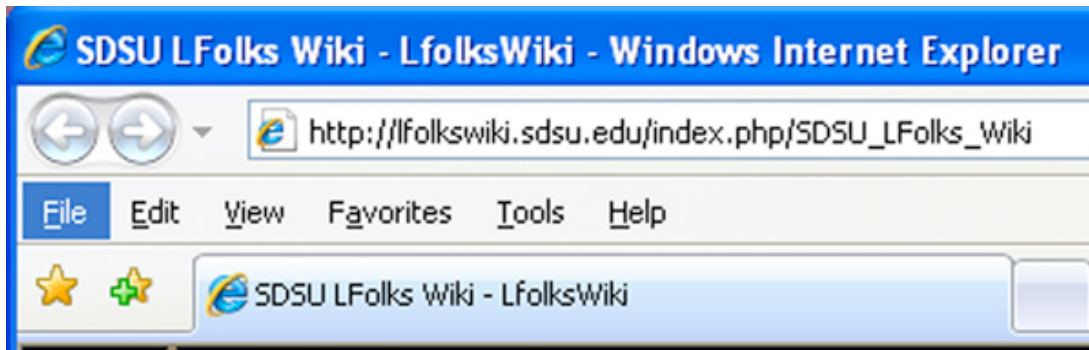 SDSU LFolks Wiki - LfolksWiki - Windows Internet Explorer
http://lfolkswiki.sdsu.edu/index.php/SDSU_LFolks_Wiki
File Edit View Favorites Tools Help
SDSU LFolks Wiki - LfolksWiki